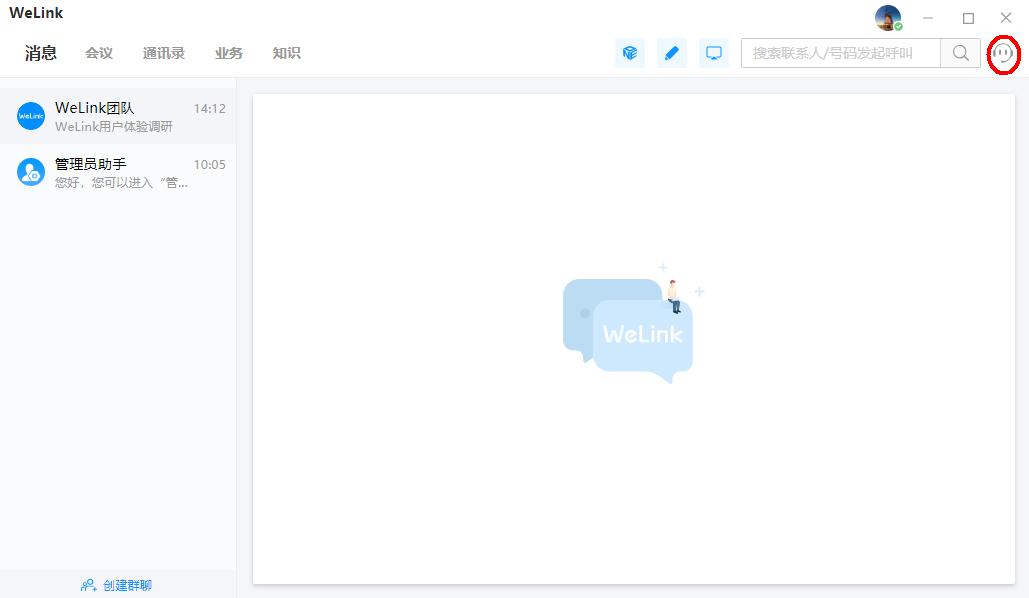 WeLink
消息 会议 通讯录 业务 知识 搜索联系人/号码发起呼叫
WeLink WeLink团队 14:12
WeLink用户体验调研
管理员助手 10:05
您好，您可以进入“管...
WeLink
创建群聊